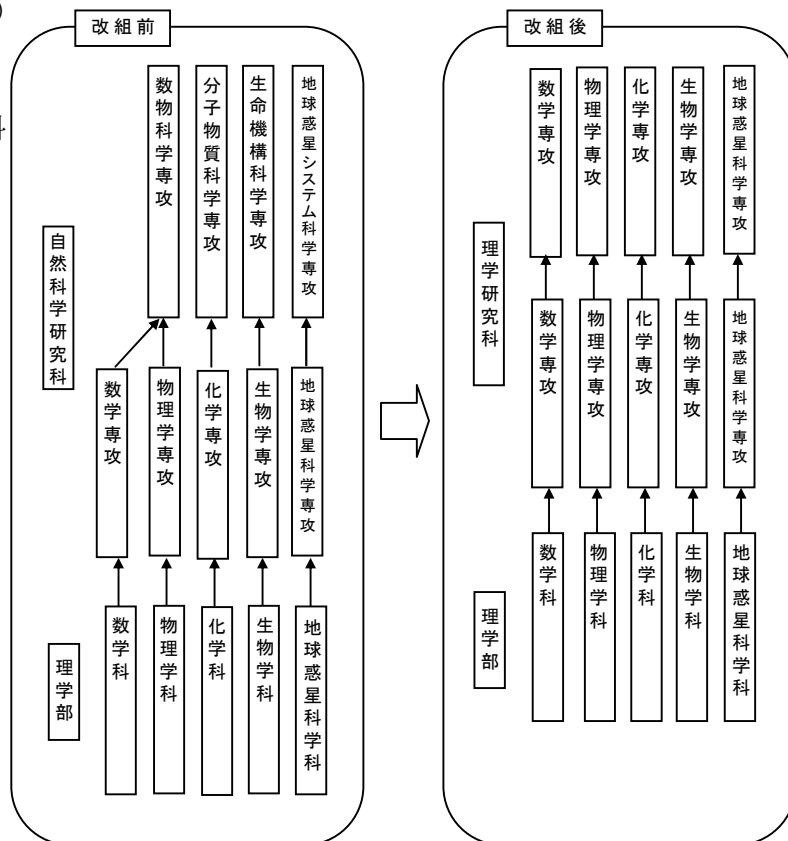 改組前
数物科学専攻
分子物質科学専攻
生命機構科学専攻
地球惑星システム科学専攻
自然科学研究科
数学専攻
物理学専攻
化学専攻
生物学専攻
地球惑星科学専攻
理学部
数学科
物理学科
化学科
生物学科
地球惑星科学科
改組後
数学専攻
物理学専攻
化学専攻
生物学専攻
地球惑星科学専攻
理学研究科
数学専攻
物理学専攻
化学専攻
生物学専攻
地球惑星科学専攻
理学部
数学科
物理学科
化学科
生物学科
地球惑星科学科